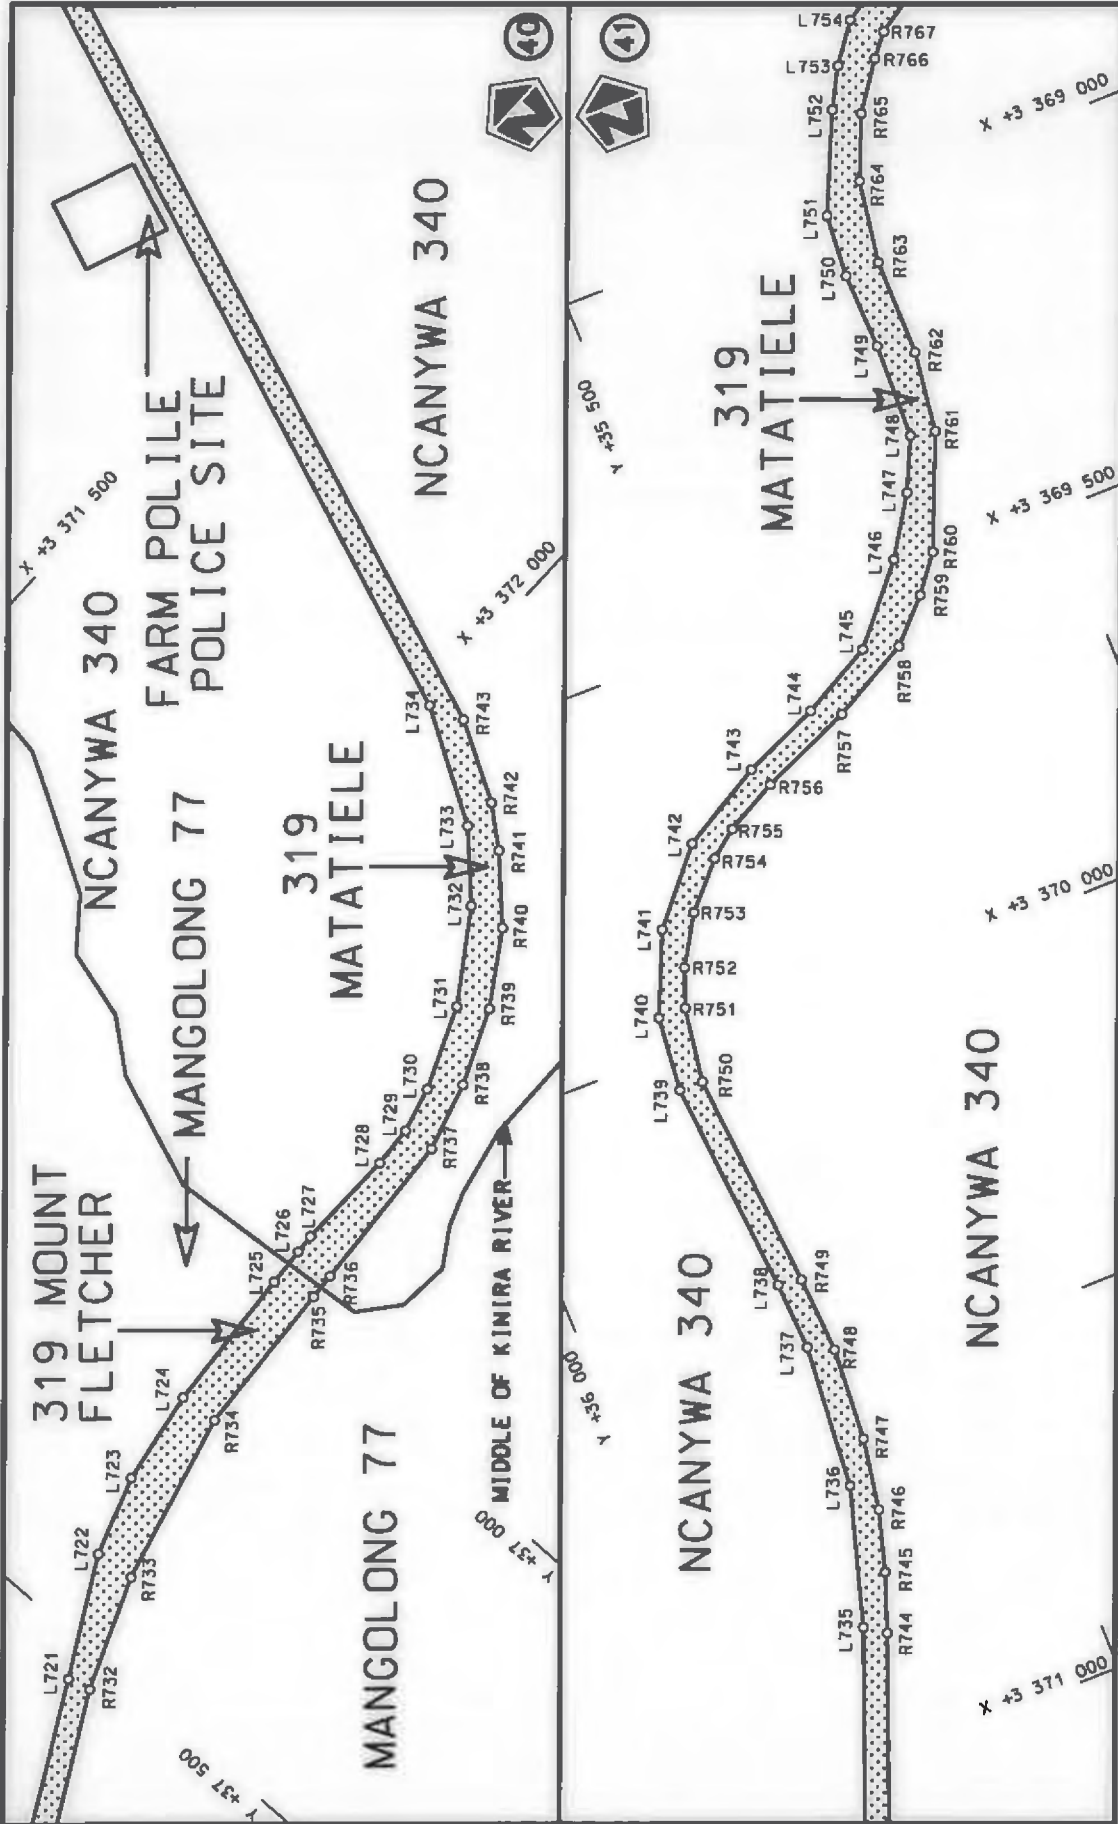 40
X +3 371 500
NCANYWA 340
FARM POLILE
POLICE SITE
MANGOLONG 77
319 MOUNT
FLETCHER
NCANYWA 340
X +3 372 000
319
MATATIELE
MANGOLONG 77
MIDDLE OF KINIRA RIVER
Y +37 000
Y +37 500
L721
L722
L723
L724
L725
L726
L727
L728
L729
L730
L731
L732
L733
L734
R732
R733
R734
R735
R736
R737
R738
R739
R740
R741
R742
R743
41
Y +35 500
Y +36 000
319
MATATIELE
NCANYWA 340
NCANYWA 340
X +3 369 000
X +3 369 500
X +3 370 000
X +3 371 000
L735
L736
L737
L738
L739
L740
L741
L742
L743
L744
L745
L746
L747
L748
L749
L750
L751
L752
L753
L754
R744
R745
R746
R747
R748
R749
R750
R751
R752
R753
R754
R755
R756
R757
R758
R759
R760
R761
R762
R763
R764
R765
R766
R767